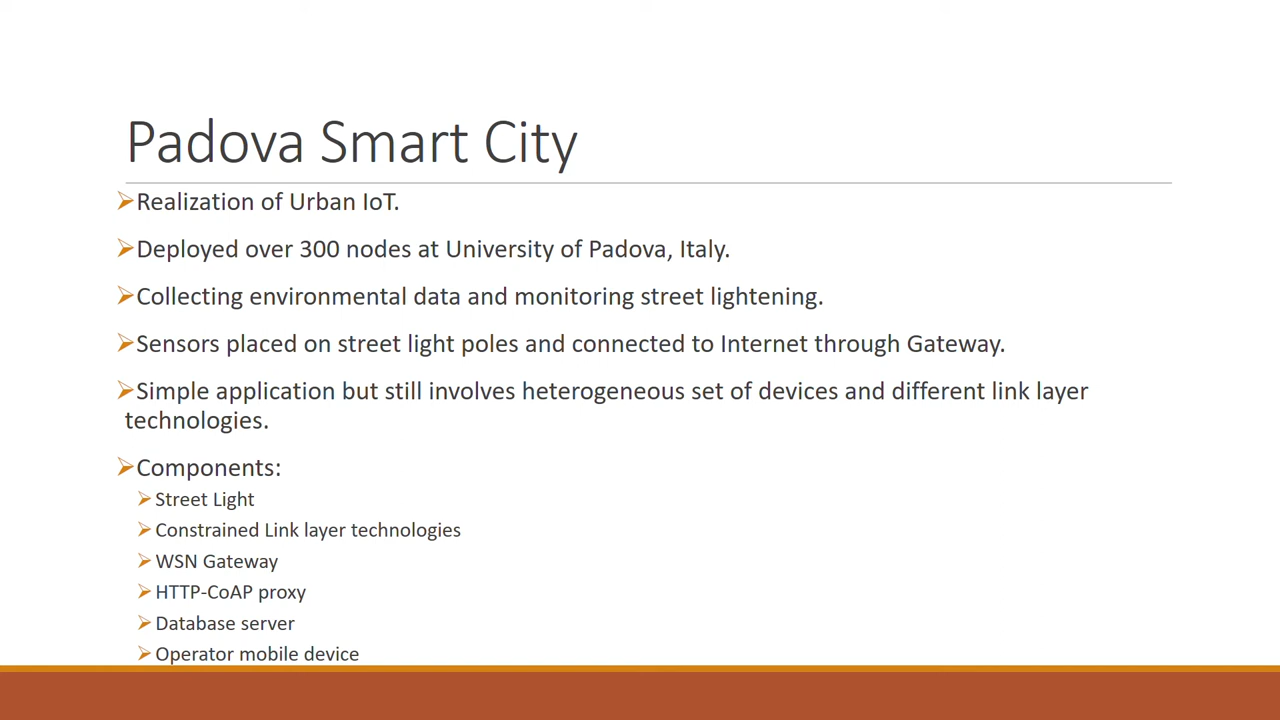 Padova Smart City
Realization of Urban IoT.
Deployed over 300 nodes at University of Padova, Italy.
Collecting environmental data and monitoring street lightening.
Sensors placed on street light poles and connected to Internet through Gateway.
Simple application but still involves heterogeneous set of devices and different link layer
technologies.
Components:
Street Light
Constrained Link layer technologies
WSN Gateway
HTTP-CoAP proxy
Database server
Operator mobile device